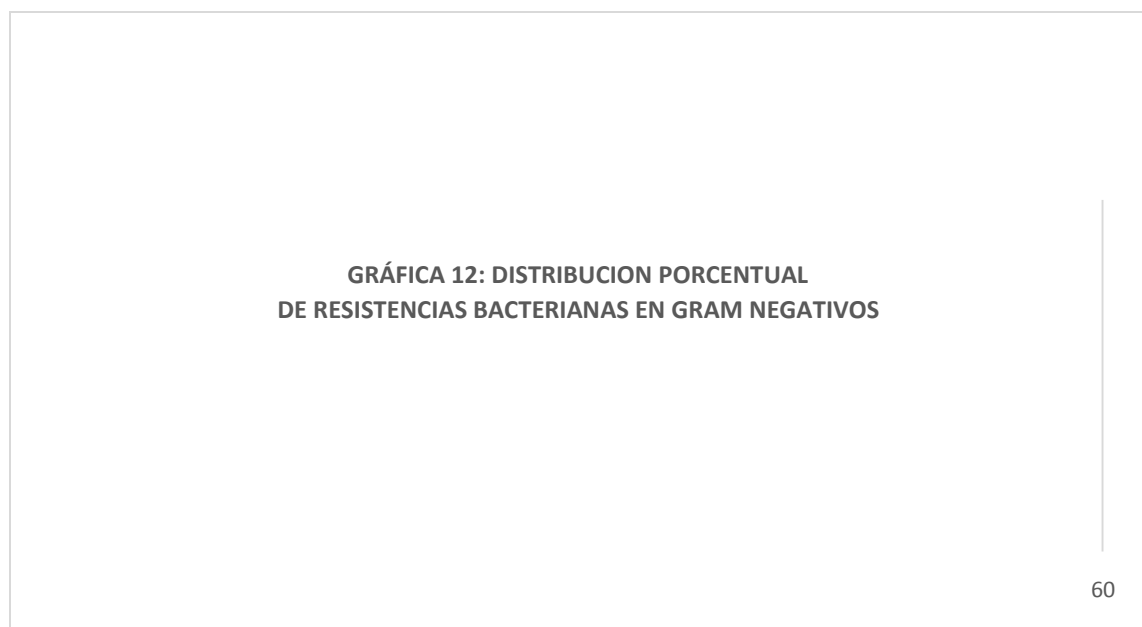 GRÁFICA 12: DISTRIBUCION PORCENTUAL
DE RESISTENCIAS BACTERIANAS EN GRAM NEGATIVOS
60